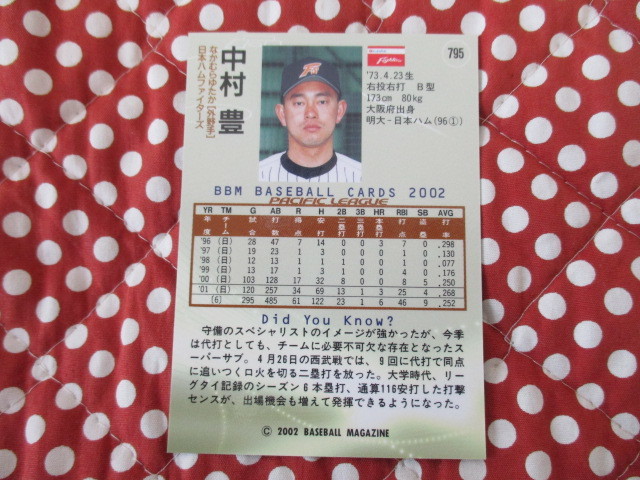 中村 豊
なかむらゆたか [外野手]
日本ハムファイターズ
Fighters
795
'73.4.23生
右投右打 B型
173cm 80kg
大阪府出身
明大-日本ハム(96①)
BBM BASEBALL CARDS 2002
PACIFIC LEAGUE
YR TM G AB R H 2B 3B HR RBI SB AVG
年度 チーム 試合 打数 得点 安打 二塁打 三塁打 本塁打 打点 盗塁 打率
'96 (日) 28 47 7 14 0 0 0 7 0 .298
'97 (日) 19 23 1 3 0 0 0 1 0 .130
'98 (日) 12 13 1 1 0 0 0 0 0 .077
'99 (日) 13 17 1 3 1 0 0 0 0 .176
'00 (日) 103 128 17 32 8 0 0 8 5 .250
'01 (日) 120 257 34 69 13 3 1 25 4 .268
(6) 295 485 61 122 23 1 6 46 9 .252
Did You Know?
守備のスペシャリストのイメージが強かったが、今季
は代打としても、チームに必要不可欠な存在となったス
ーパーサブ。4月26日の西武戦では、9回に代打で同点
に追いつく口火を切る二塁打を放った。大学時代、リー
グタイ記録のシーズン6本塁打、通算116安打した打撃
センスが、出場機会も増えて発揮できるようになった。
© 2002 BASEBALL MAGAZINE